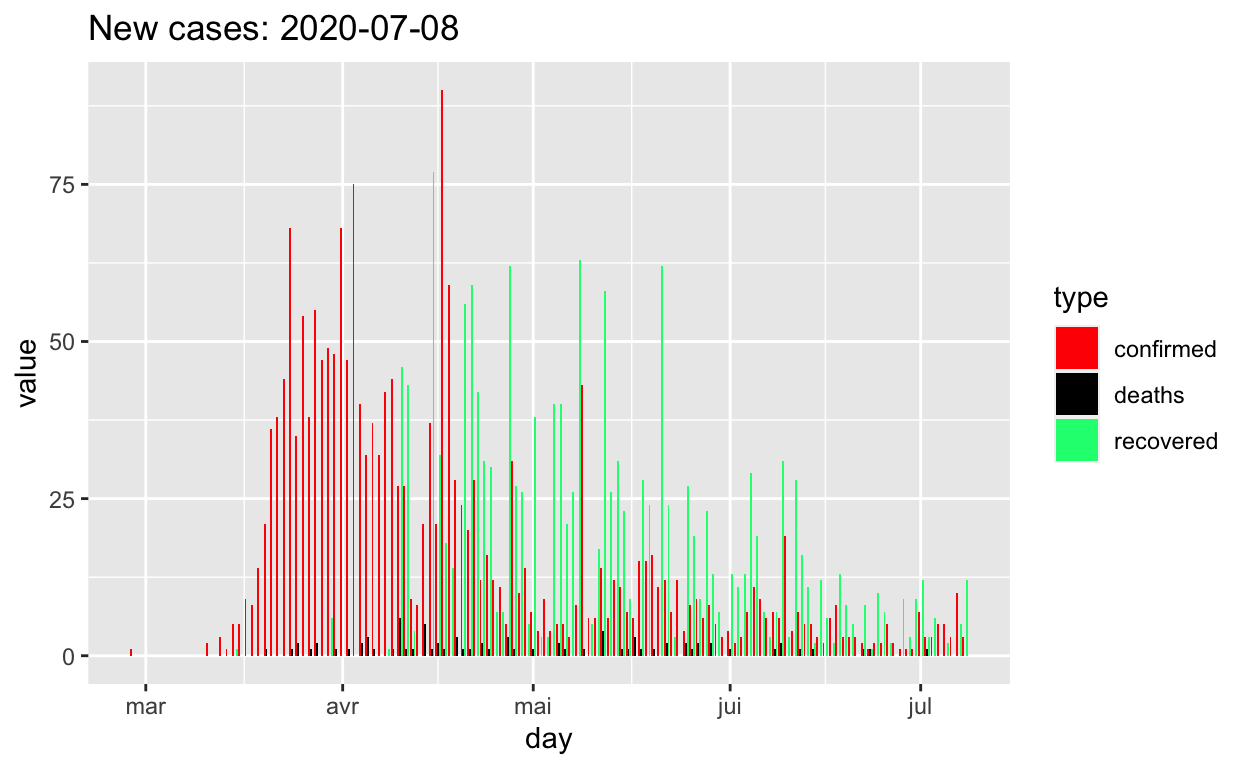 New cases: 2020-07-08
75
50
25
0
value
mar
avr
mai
jui
jul
day
type
confirmed
deaths
recovered